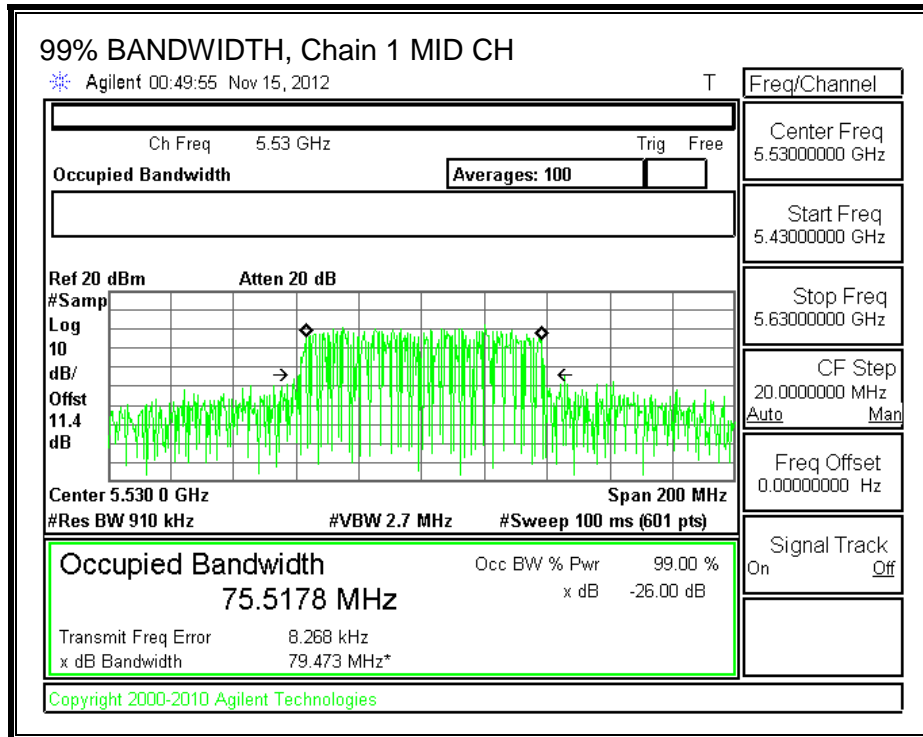 99% BANDWIDTH, Chain 1 MID CH
Agilent 00:49:55 Nov 15, 2012 T
Ch Freq 5.53 GHz Trig Free
Occupied Bandwidth Averages: 100
Ref 20 dBm Atten 20 dB
#Samp
Log
10
dB/
Offst
11.4
dB
Center 5.530 0 GHz Span 200 MHz
#Res BW 910 kHz #VBW 2.7 MHz #Sweep 100 ms (601 pts)
Occupied Bandwidth Occ BW % Pwr 99.00 %
75.5178 MHz x dB -26.00 dB
Transmit Freq Error 8.268 kHz
x dB Bandwidth 79.473 MHz*
Copyright 2000-2010 Agilent Technologies
Freq/Channel
Center Freq
5.53000000 GHz
Start Freq
5.43000000 GHz
Stop Freq
5.63000000 GHz
CF Step
20.0000000 MHz
Auto Man
Freq Offset
0.00000000 Hz
Signal Track
On Off